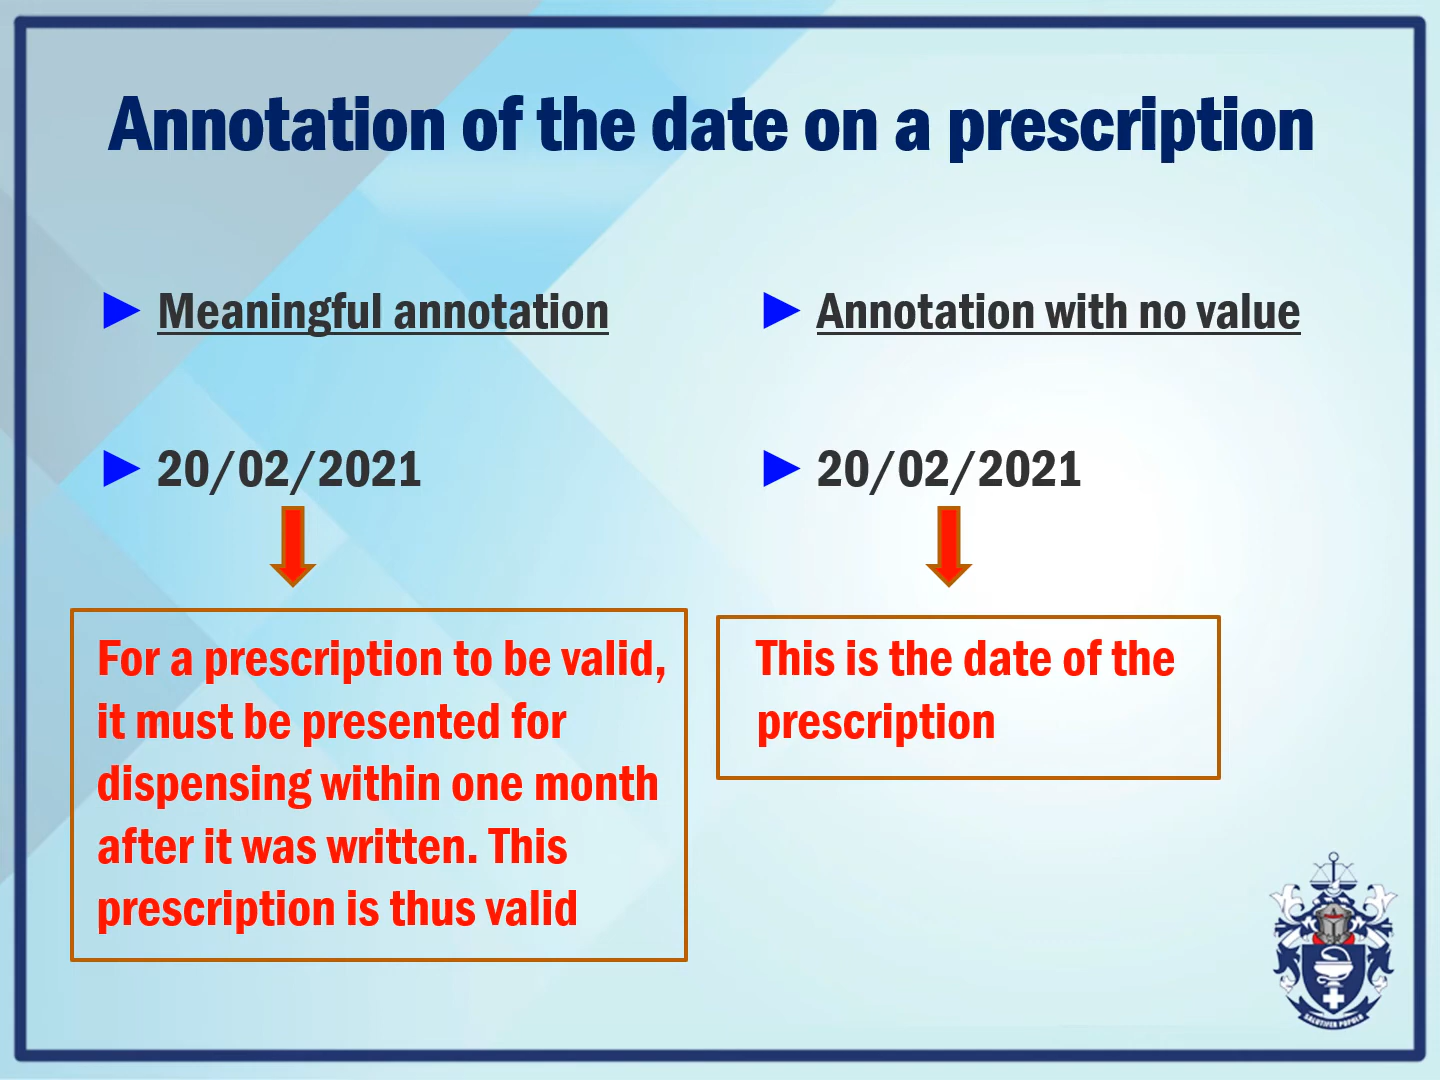 Annotation of the date on a prescription
Meaningful annotation
20/02/2021
For a prescription to be valid,
it must be presented for
dispensing within one month
after it was written. This
prescription is thus valid
Annotation with no value
20/02/2021
This is the date of the
prescription
SALUTIFER POPULO